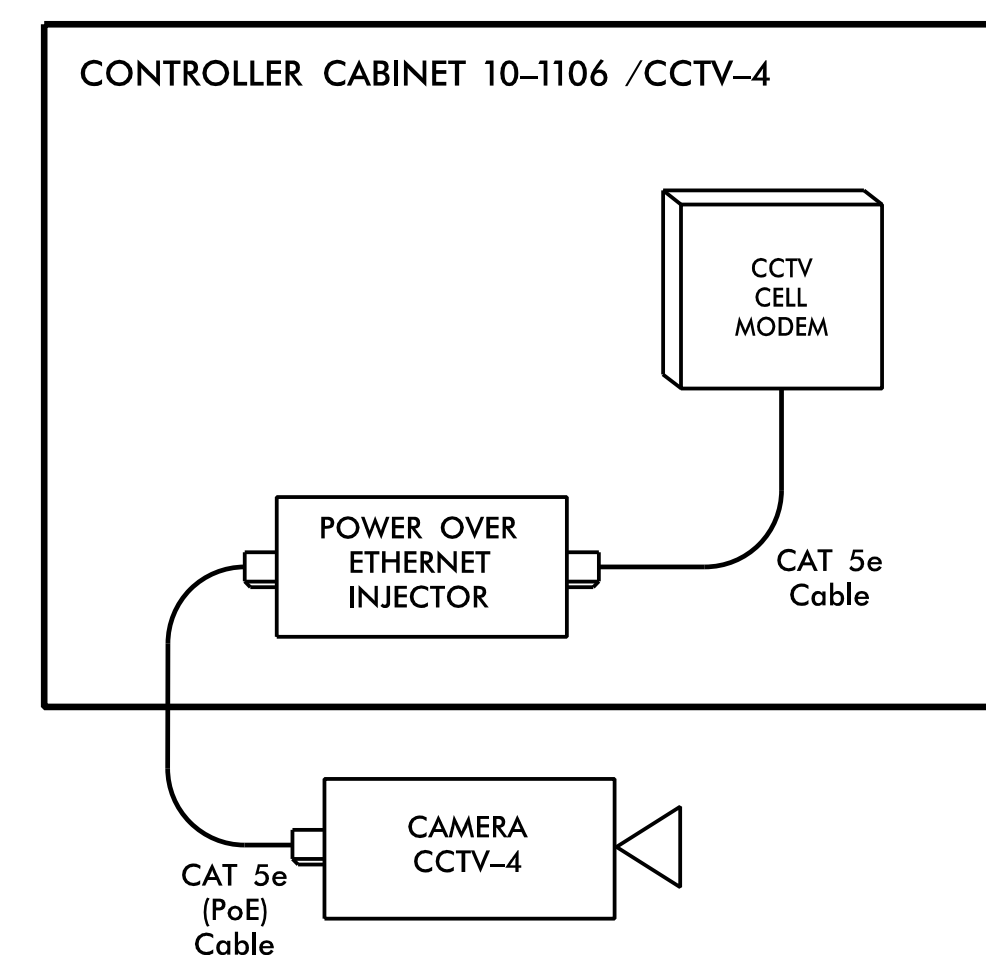 CONTROLLER CABINET 10–1106 /CCTV–4
CCTV
CELL
MODEM
POWER OVER
ETHERNET
INJECTOR
CAT 5e
Cable
CAMERA
CCTV–4
CAT 5e
(PoE)
Cable